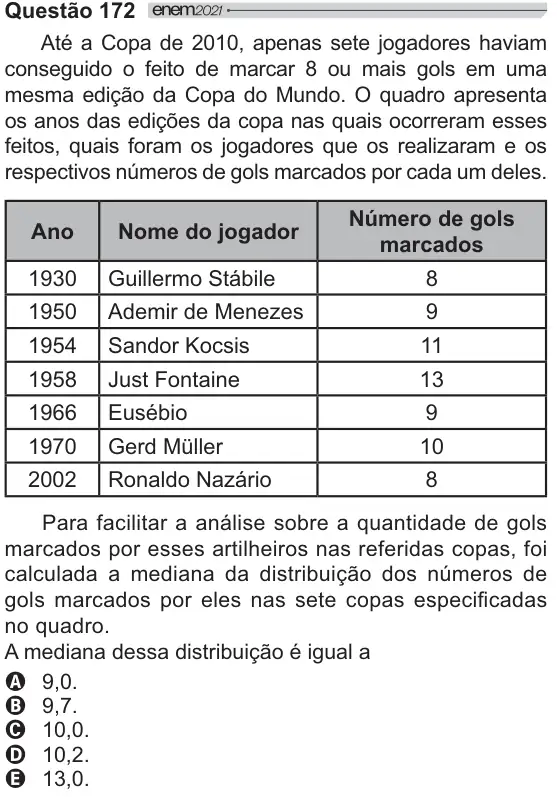 Questão 172 enem2021
Até a Copa de 2010, apenas sete jogadores haviam
conseguido o feito de marcar 8 ou mais gols em uma
mesma edição da Copa do Mundo. O quadro apresenta
os anos das edições da copa nas quais ocorreram esses
feitos, quais foram os jogadores que os realizaram e os
respectivos números de gols marcados por cada um deles.
Ano Nome do jogador Número de gols
marcados
1930 Guillermo Stábile 8
1950 Ademir de Menezes 9
1954 Sandor Kocsis 11
1958 Just Fontaine 13
1966 Eusébio 9
1970 Gerd Müller 10
2002 Ronaldo Nazário 8
Para facilitar a análise sobre a quantidade de gols
marcados por esses artilheiros nas referidas copas, foi
calculada a mediana da distribuição dos números de
gols marcados por eles nas sete copas especificadas
no quadro.
A mediana dessa distribuição é igual a
A 9,0.
B 9,7.
C 10,0.
D 10,2.
E 13,0.